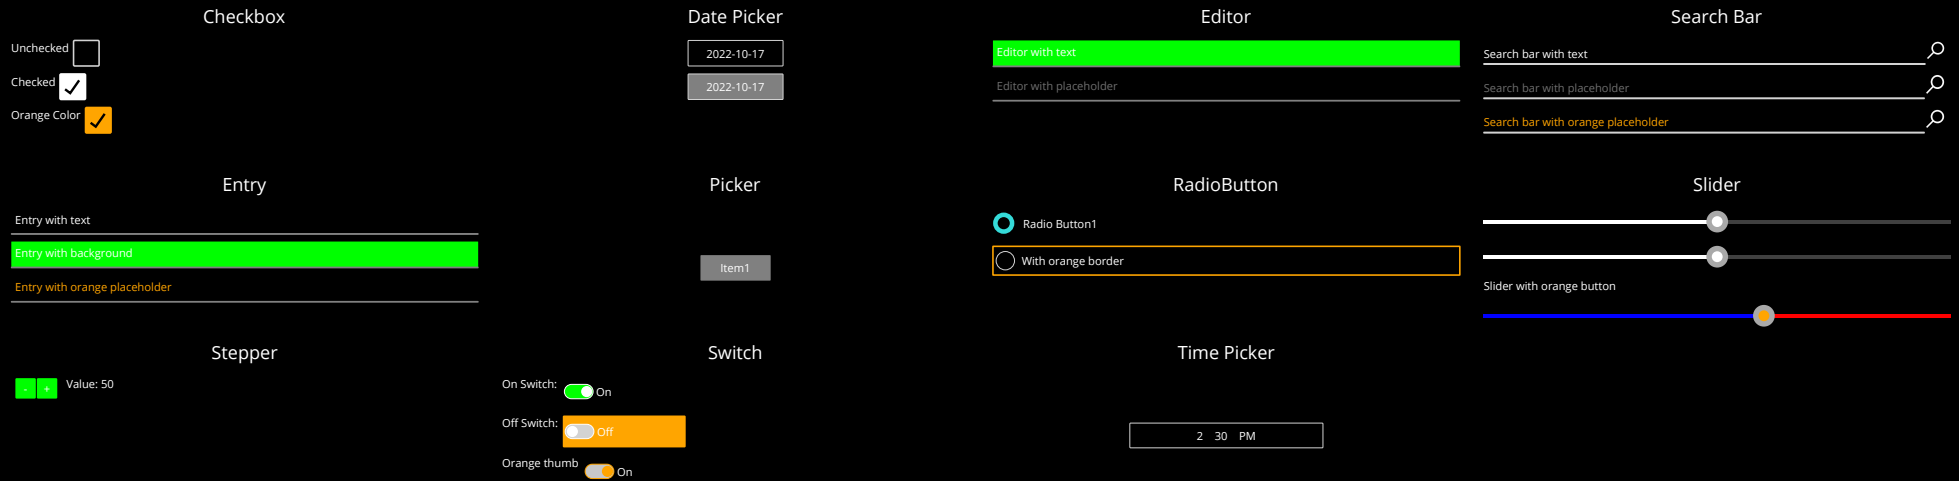 Checkbox
Unchecked
Checked
Orange Color
Date Picker
2022-10-17
2022-10-17
Editor
Editor with text
Editor with placeholder
Search Bar
Search bar with text
Search bar with placeholder
Search bar with orange placeholder
Entry
Entry with text
Entry with background
Entry with orange placeholder
Picker
Item1
RadioButton
Radio Button1
With orange border
Slider
Slider with orange button
Stepper
- + Value: 50
Switch
On Switch: On
Off Switch: Off
Orange thumb On
Time Picker
2 30 PM